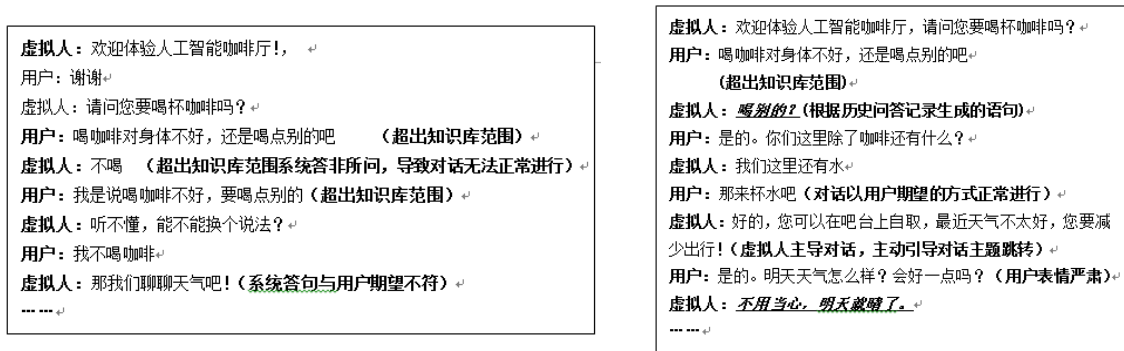 虚拟人：欢迎体验人工智能咖啡厅！，
用户：谢谢
虚拟人：请问您要喝杯咖啡吗？
用户：喝咖啡对身体不好，还是喝点别的吧 （超出知识库范围）
虚拟人：不喝 （超出知识库范围系统答非所问，导致对话无法正常进行）
用户：我是说喝咖啡不好，要喝点别的（超出知识库范围）
虚拟人：听不懂，能不能换个说法？
用户：我不喝咖啡
虚拟人：那我们聊聊天气吧！（系统答句与用户期望不符）
……
虚拟人：欢迎体验人工智能咖啡厅，请问您要喝杯咖啡吗？
用户：喝咖啡对身体不好，还是喝点别的吧
(超出知识库范围)
虚拟人：喝别的？(根据历史问答记录生成的语句)
用户：是的。你们这里除了咖啡还有什么？
虚拟人：我们这里还有水
用户：那来杯水吧（对话以用户期望的方式正常进行）
虚拟人：好的，您可以在吧台上自取，最近天气不太好，您要减
少出行！（虚拟人主导对话，主动引导对话主题跳转）
用户：是的。明天天气怎么样？会好一点吗？（用户表情严肃）
虚拟人：不用当心，明天就晴了。
……